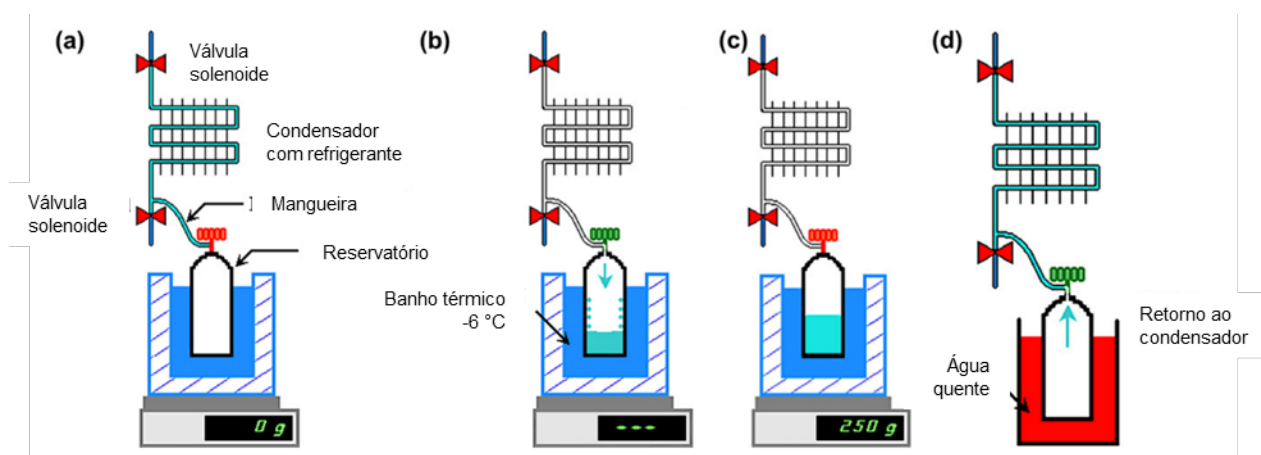 (a)
Válvula
solenoide
Condensador
com refrigerante
Válvula
solenoide
Mangueira
Reservatório
0 g
(b)
Banho térmico
-6 °C
---
(c)
250 g
(d)
Retorno ao
condensador
Água
quente